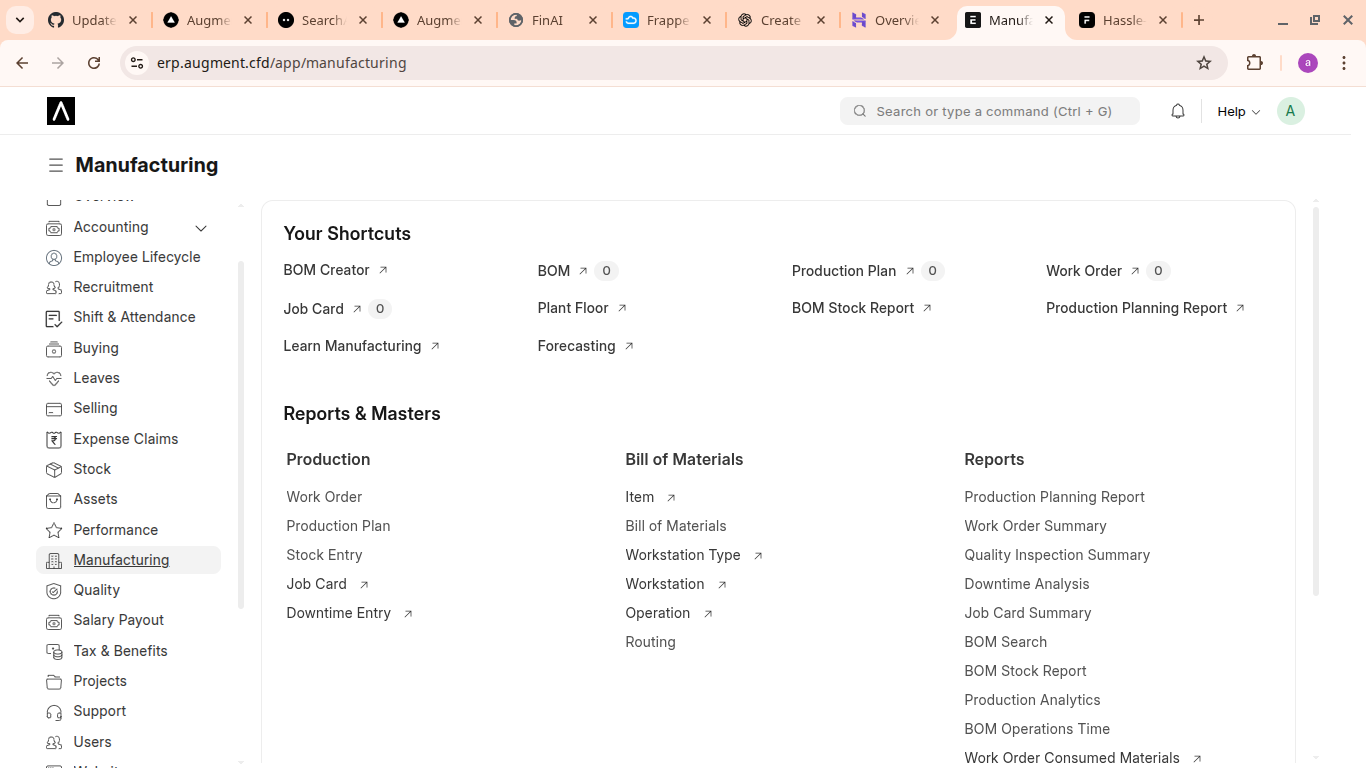 Update
Augme
Search/
Augme
FinAI
Frappe
Create
Overvi
Manufa
Hassle-
erp.augment.cfd/app/manufacturing
a
Search or type a command (Ctrl + G)
Help
A
Manufacturing
Overview
Accounting
Employee Lifecycle
Recruitment
Shift & Attendance
Buying
Leaves
Selling
Expense Claims
Stock
Assets
Performance
Manufacturing
Quality
Salary Payout
Tax & Benefits
Projects
Support
Users
Your Shortcuts
BOM Creator
BOM 0
Production Plan 0
Work Order 0
Job Card 0
Plant Floor
BOM Stock Report
Production Planning Report
Learn Manufacturing
Forecasting
Reports & Masters
Production
Work Order
Production Plan
Stock Entry
Job Card
Downtime Entry
Bill of Materials
Item
Bill of Materials
Workstation Type
Workstation
Operation
Routing
Reports
Production Planning Report
Work Order Summary
Quality Inspection Summary
Downtime Analysis
Job Card Summary
BOM Search
BOM Stock Report
Production Analytics
BOM Operations Time
Work Order Consumed Materials